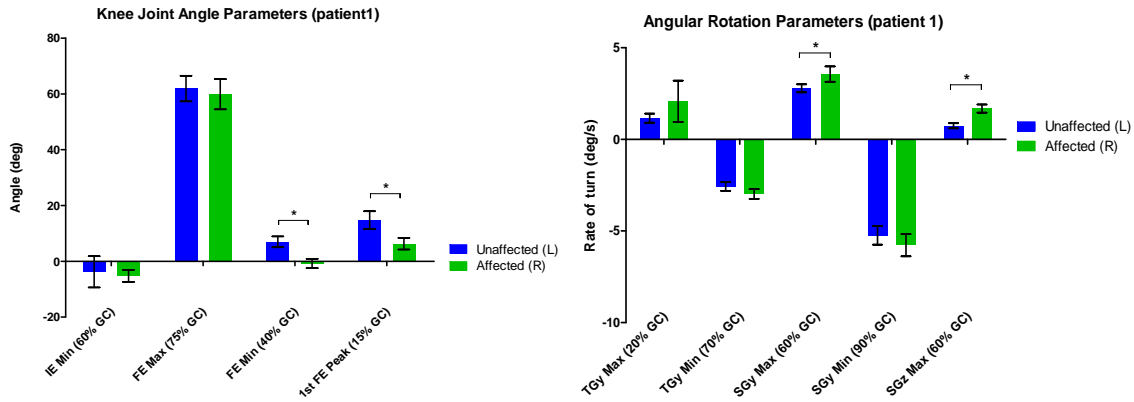 Knee Joint Angle Parameters (patient1)
80
60
40
20
0
-20
Angle (deg)
*
*
IE Min (60% GC)
FE Max (75% GC)
FE Min (40% GC)
1st FE Peak (15% GC)
Unaffected (L)
Affected (R)
Angular Rotation Parameters (patient 1)
5
0
-5
-10
Rate of turn (deg/s)
*
*
TGy Max (20% GC)
TGy Min (70% GC)
SGy Max (60% GC)
SGy Min (90% GC)
SGz Max (60% GC)
Unaffected (L)
Affected (R)